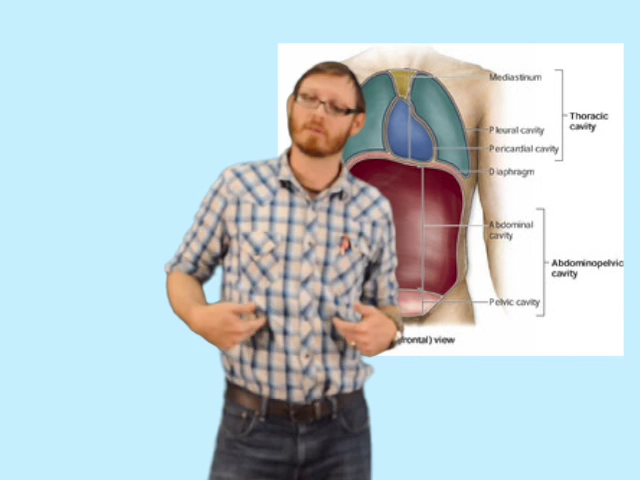 Mediastinum
Thoracic
cavity
Pleural cavity
Pericardial cavity
Diaphragm
Abdominal
cavity
Abdominopelvic
cavity
Pelvic cavity
(frontal) view